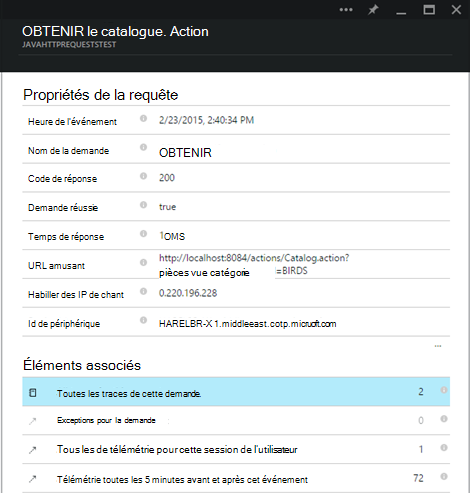 OBTENIR le catalogue. Action
JAVAHTTPREQUESTSTEST
Propriétés de la requête
Heure de l'événement 2/23/2015, 2:40:34 PM
Nom de la demande OBTENIR
Code de réponse 200
Demande réussie true
Temps de réponse 1OMS
URL amusant http://localhost:8084/actions/Catalog.action?
pièces vue catégorie =BIRDS
Habiller des IP de chant 0.220.196.228
Id de périphérique HARELBR-X 1.middleeast.cotp.micruoft.com
Éléments associés
Toutes les traces de cette demande. 2
Exceptions pour la demande 0
Tous les de télémétrie pour cette session de l'utilisateur 1
Télémétrie toutes les 5 minutes avant et après cet événement 72